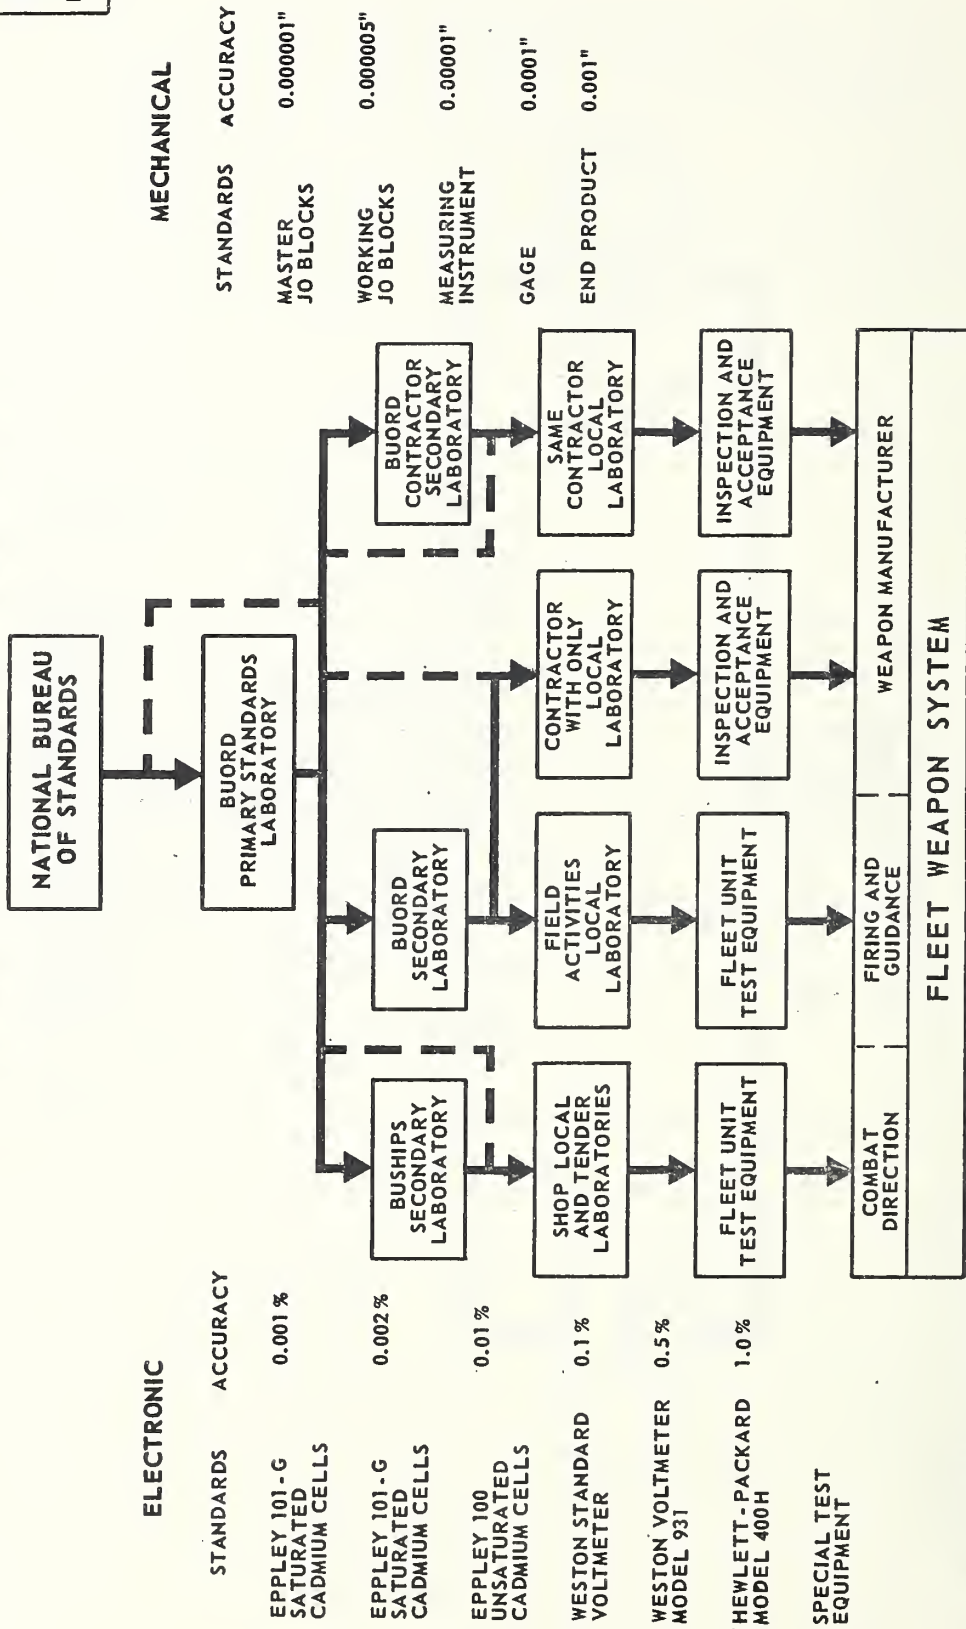 ELECTRONIC
STANDARDS ACCURACY
EPPLEY 101-G
SATURATED
CADMIUM CELLS
0.001%
EPPLEY 101-G
SATURATED
CADMIUM CELLS
0.002%
EPPLEY 100
UNSATURATED
CADMIUM CELLS
0.01%
WESTON STANDARD
VOLTMETER
0.1%
WESTON VOLTMETER
MODEL 931
0.5%
HEWLETT-PACKARD
MODEL 400H
1.0%
SPECIAL TEST
EQUIPMENT
NATIONAL BUREAU
OF STANDARDS
BUORD
PRIMARY STANDARDS
LABORATORY
BUSHIPS
SECONDARY
LABORATORY
BUORD
SECONDARY
LABORATORY
BUORD
CONTRACTOR
SECONDARY
LABORATORY
SHOP LOCAL
AND TENDER
LABORATORIES
FIELD
ACTIVITIES
LOCAL
LABORATORY
CONTRACTOR
WITH ONLY
LOCAL
LABORATORY
SAME
CONTRACTOR
LOCAL
LABORATORY
FLEET UNIT
TEST EQUIPMENT
FLEET UNIT
TEST EQUIPMENT
INSPECTION AND
ACCEPTANCE
EQUIPMENT
INSPECTION AND
ACCEPTANCE
EQUIPMENT
COMBAT
DIRECTION
FIRING AND
GUIDANCE
WEAPON MANUFACTURER
FLEET WEAPON SYSTEM
MECHANICAL
STANDARDS ACCURACY
MASTER
JO BLOCKS
0.000001"
WORKING
JO BLOCKS
0.000005"
MEASURING
INSTRUMENT
0.00001"
GAGE 0.0001"
END PRODUCT 0.001"